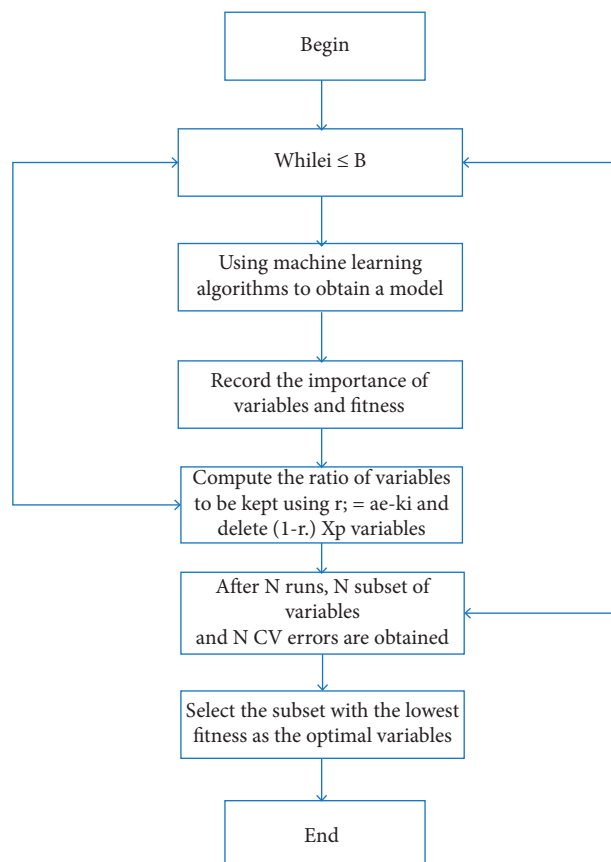 Begin
Whilei ≤ B
Using machine learning
algorithms to obtain a model
Record the importance of
variables and fitness
Compute the ratio of variables
to be kept using r; = ae-ki and
delete (1-r.) Xp variables
After N runs, N subset of
variables
and N CV errors are obtained
Select the subset with the lowest
fitness as the optimal variables
End